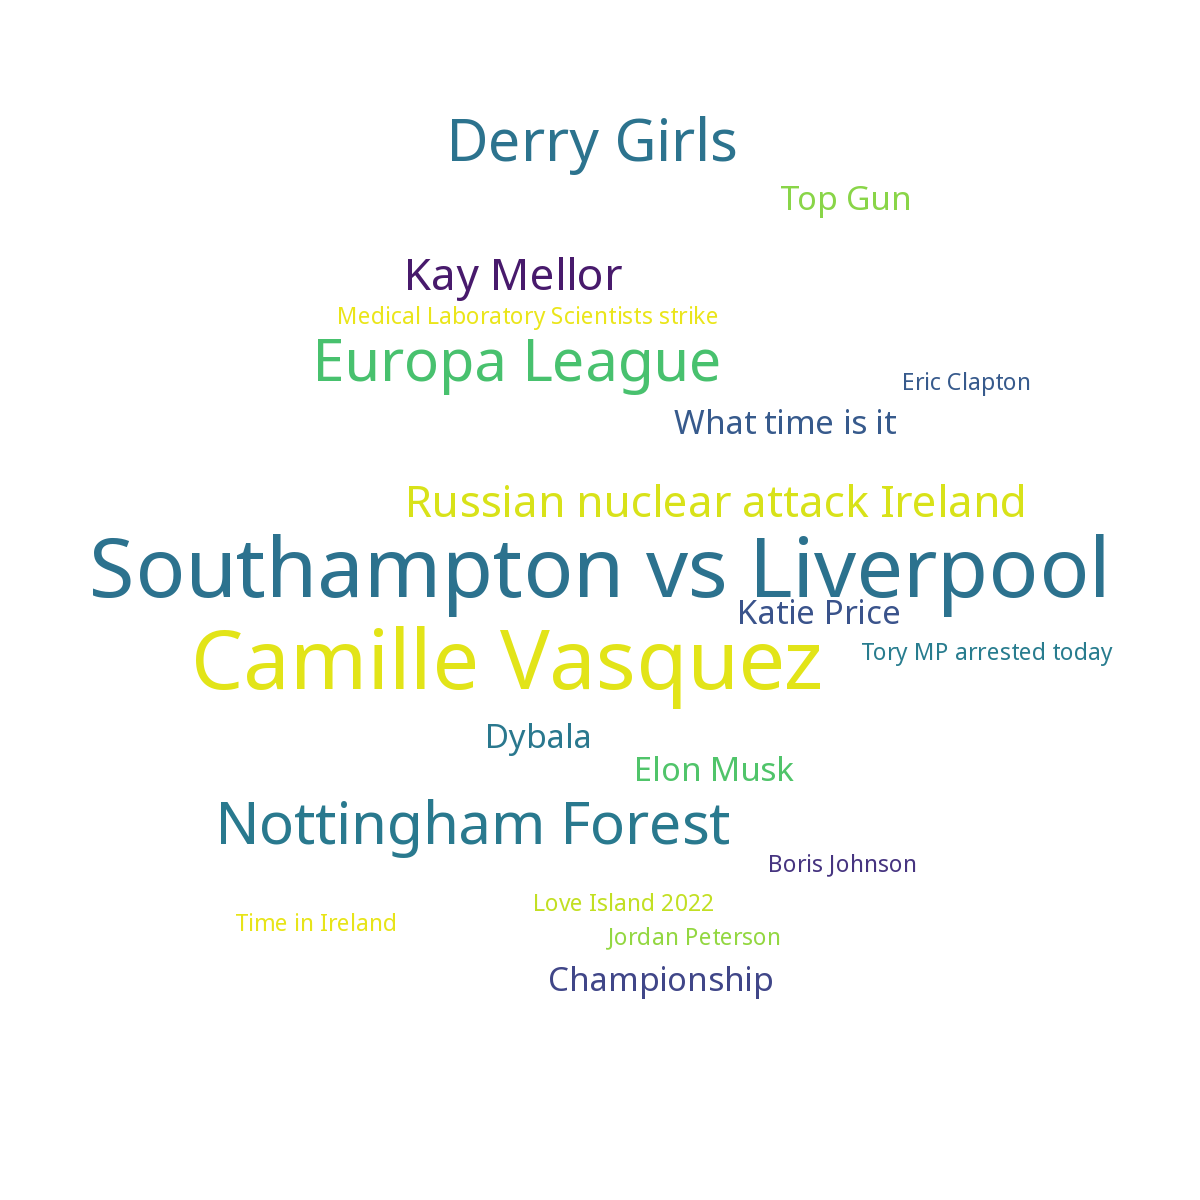 Derry Girls
Top Gun
Kay Mellor
Medical Laboratory Scientists strike
Europa League
Eric Clapton
What time is it
Russian nuclear attack Ireland
Southampton vs Liverpool
Katie Price
Camille Vasquez
Tory MP arrested today
Dybala
Elon Musk
Nottingham Forest
Boris Johnson
Love Island 2022
Time in Ireland
Jordan Peterson
Championship